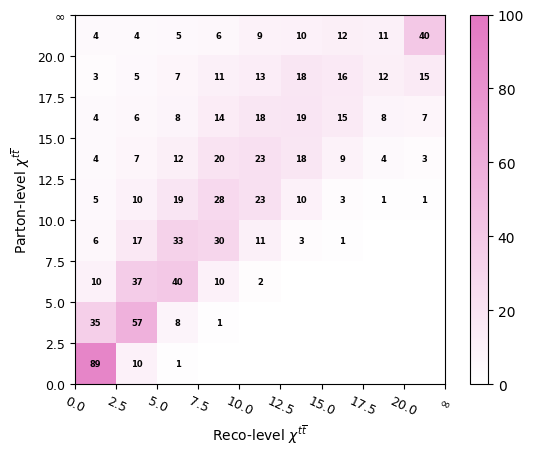 ∞
20.0
17.5
15.0
12.5
10.0
7.5
5.0
2.5
0.0
Parton-level χ^{tt̅}
4 4 5 6 9 10 12 11 40
3 5 7 11 13 18 16 12 15
4 6 8 14 18 19 15 8 7
4 7 12 20 23 18 9 4 3
5 10 19 28 23 10 3 1 1
6 17 33 30 11 3 1
10 37 40 10 2
35 57 8 1
89 10 1
0.0 2.5 5.0 7.5 10.0 12.5 15.0 17.5 20.0 ∞
Reco-level χ^{tt̅}
100
80
60
40
20
0